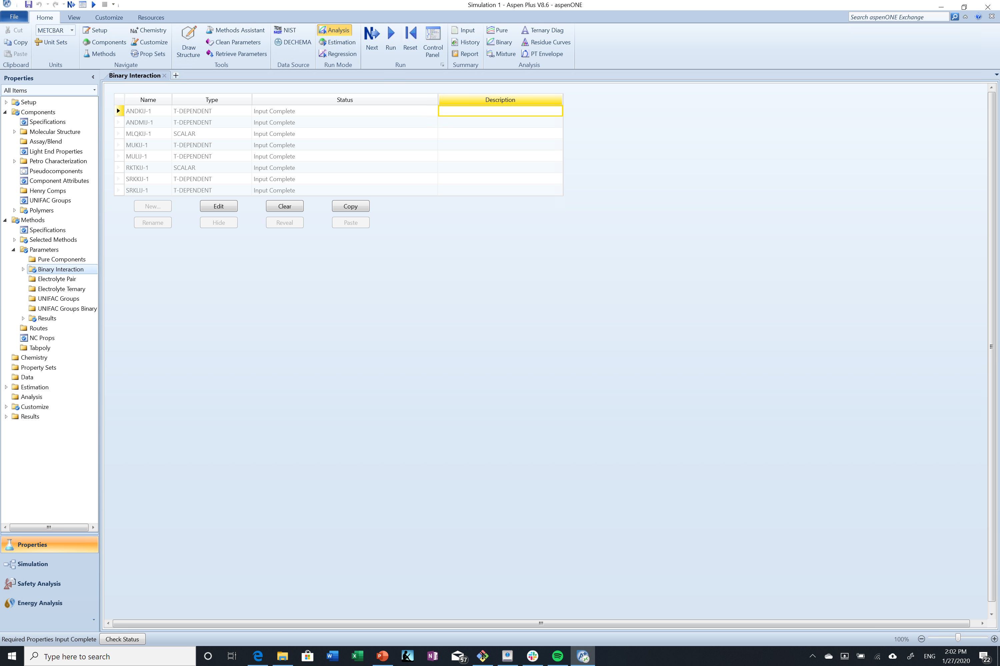 Simulation 1 - Aspen Plus V8.6 - aspenONE
File Home View Customize Resources Search aspenONE Exchange
Cut METCBAR Setup Na+ Chemistry Methods Assistant TDE NIST NIST Analysis Input Pure Ternary Diag
Copy Unit Sets Components Customize Draw Structure Clean Parameters DECHEMA Estimation Next Run Reset Control Panel History Binary Residue Curves
Paste Methods Prop Sets Retrieve Parameters Regression Report Mixture PT Envelope
Clipboard Units Navigate Tools Data Source Run Mode Run Summary Analysis
Properties
All Items
Setup
Components
Specifications
Molecular Structure
Assay/Blend
Light End Properties
Petro Characterization
Pseudocomponents
Component Attributes
Henry Comps
UNIFAC Groups
Polymers
Methods
Specifications
Selected Methods
Parameters
Pure Components
Binary Interaction
Electrolyte Pair
Electrolyte Ternary
UNIFAC Groups
UNIFAC Groups Binary
Results
Routes
NC Props
Tabpoly
Chemistry
Property Sets
Data
Estimation
Analysis
Customize
Results
Properties
Simulation
Safety Analysis
Energy Analysis
Binary Interaction
Name Type Status Description
ANDKIJ-1 T-DEPENDENT Input Complete
ANDMIJ-1 T-DEPENDENT Input Complete
MLQKIJ-1 SCALAR Input Complete
MUKIJ-1 T-DEPENDENT Input Complete
MULIJ-1 T-DEPENDENT Input Complete
RKTKIJ-1 SCALAR Input Complete
SRKKIJ-1 T-DEPENDENT Input Complete
SRKLIJ-1 T-DEPENDENT Input Complete
New... Edit Clear Copy
Rename Hide Reveal Paste
Required Properties Input Complete Check Status 100%
Type here to search 57 ENG 2:02 PM
1/27/2020 22